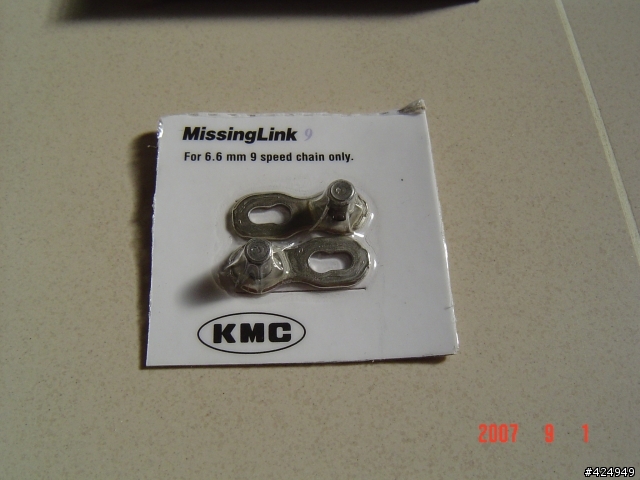 MissingLink 9
For 6.6 mm 9 speed chain only.
KMC
2007 9 1
#424949